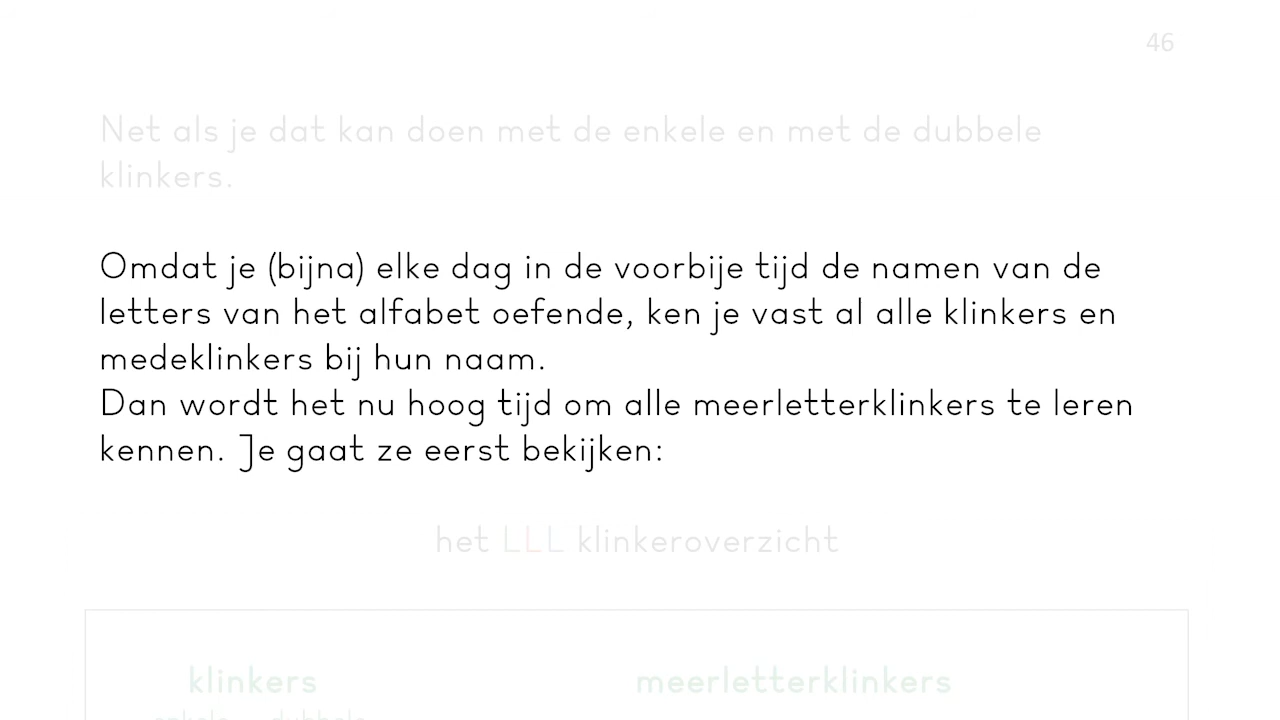 46
Net als je dat kan doen met de enkele en met de dubbele
klinkers.
Omdat je (bijna) elke dag in de voorbije tijd de namen van de
letters van het alfabet oefende, ken je vast al alle klinkers en
medeklinkers bij hun naam.
Dan wordt het nu hoog tijd om alle meerletterklinkers te leren
kennen. Je gaat ze eerst bekijken:
het LLL klinkeroverzicht
klinkers meerletterklinkers
enkele dubbele